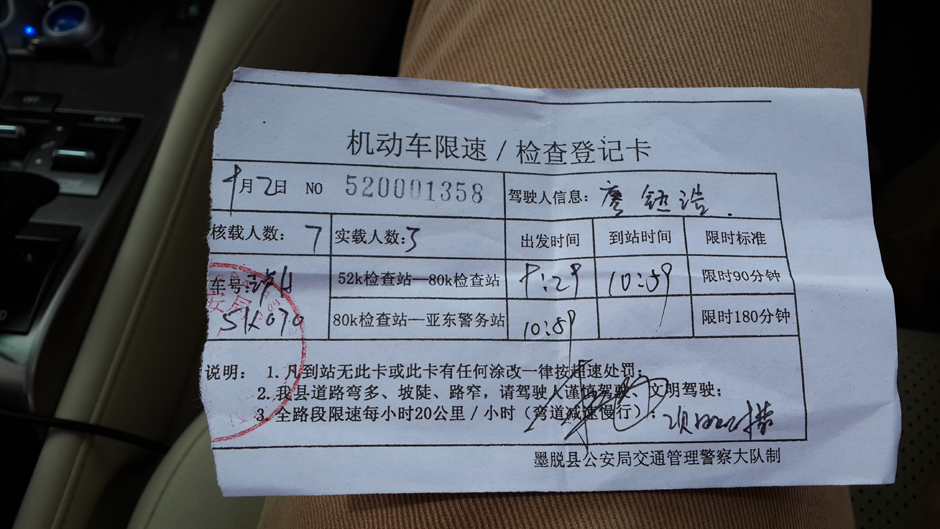 机动车限速/检查登记卡
月2日 NO 520001358 驾驶人信息:
核载人数: 7 实载人数: 3 出发时间 到站时间 限时标准
车号: 52k检查站—80k检查站 9:29 10:59 限时90分钟
80k检查站—亚东警务站 10:59 限时180分钟
说明: 1.凡到站无此卡或此卡有任何涂改一律按超速处罚;
2.我县道路弯多、坡陡、路窄,请驾驶人谨慎驾驶、文明驾驶;
3.全路段限速每小时20公里/小时(弯道减速慢行);
墨脱县公安局交通管理警察大队制